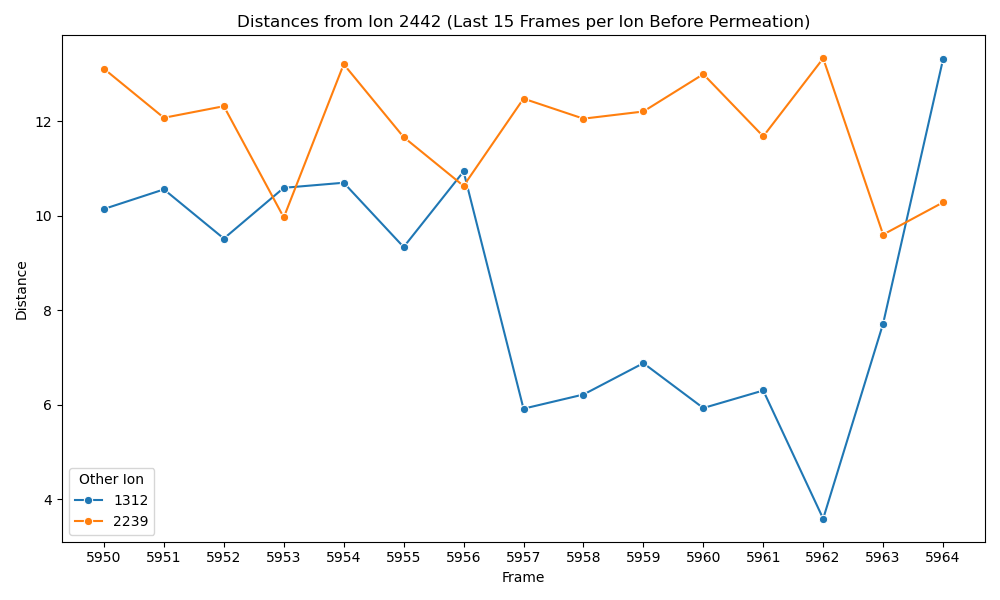 Distances from Ion 2442 (Last 15 Frames per Ion Before Permeation)
Distance
12
10
8
6
4
Other Ion
1312
2239
5950 5951 5952 5953 5954 5955 5956 5957 5958 5959 5960 5961 5962 5963 5964
Frame